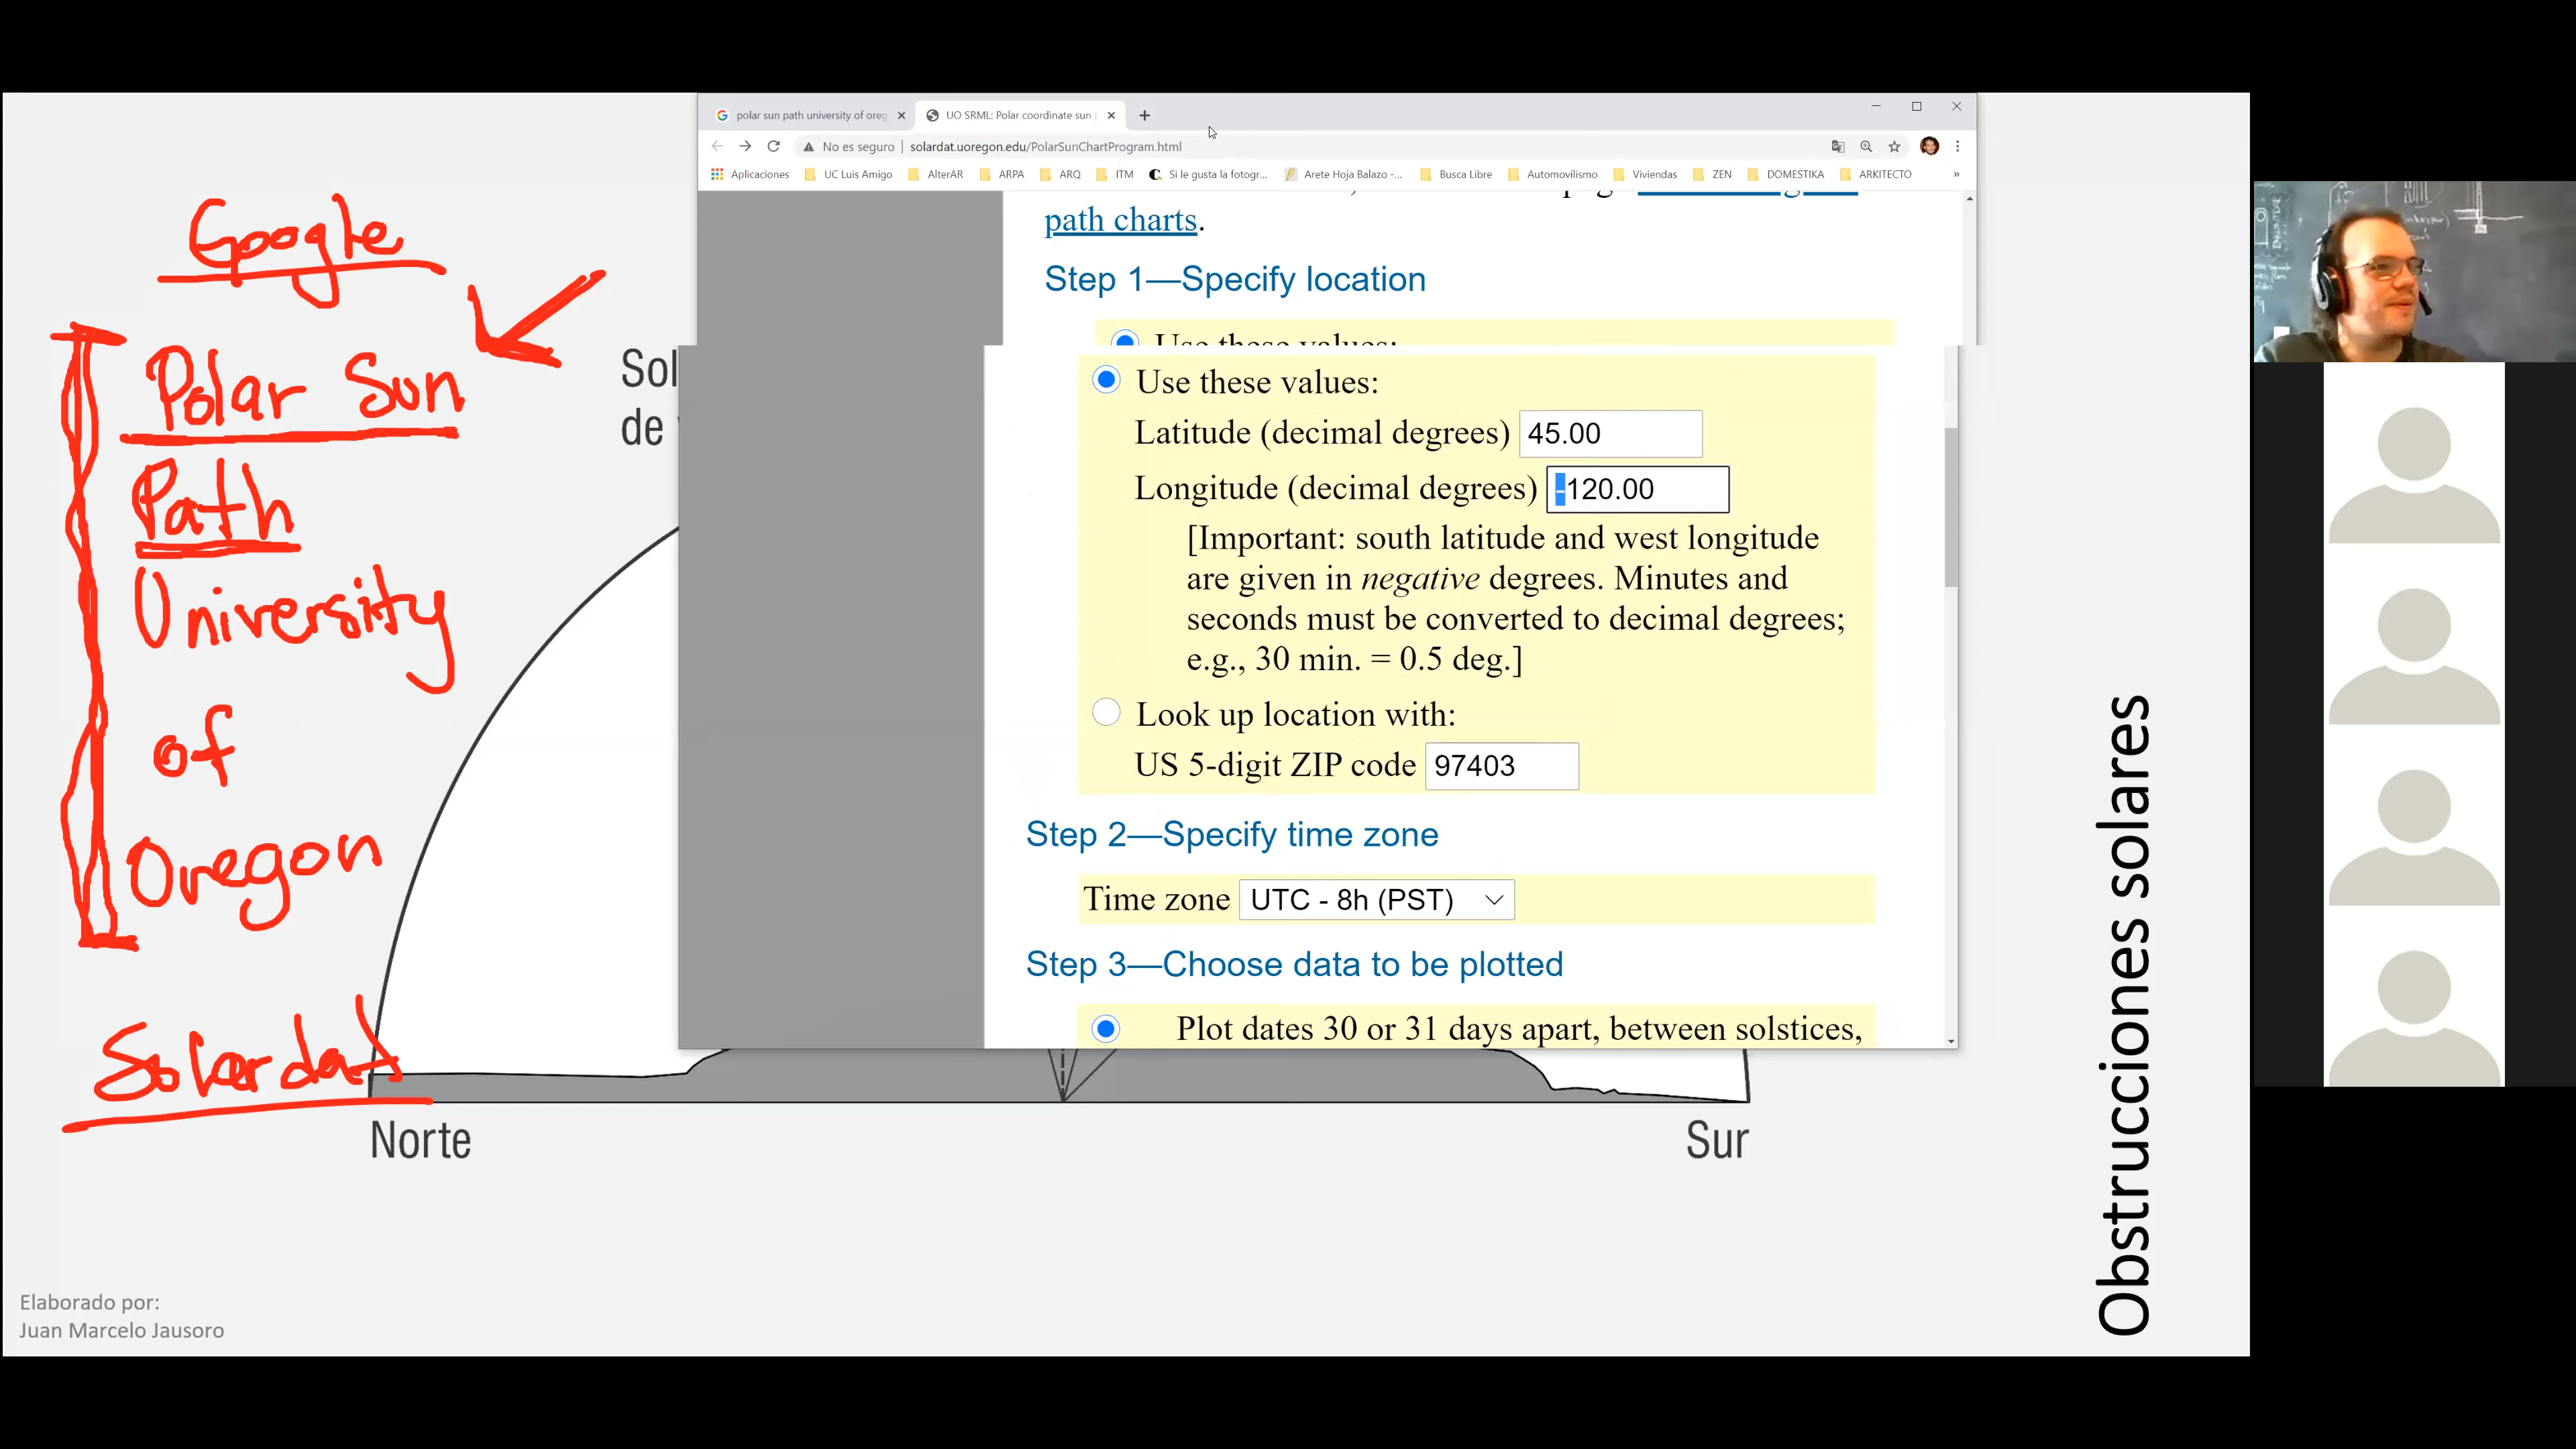 Google
Polar Sun
Path
University
of
Oregon
Solardat
Sol
de
polar sun path university of oreg
UO SRML: Polar coordinate sun p
No es seguro
solardat.uoregon.edu/PolarSunChartProgram.html
Aplicaciones
UC Luis Amigo
AlterAR
ARPA
ARQ
ITM
Si le gusta la fotogr...
Arete Hoja Balazo -...
Busca Libre
Automovilismo
Viviendas
ZEN
DOMESTIKA
ARKITECTO
»
path charts.
Step 1—Specify location
Use these values:
Use these values:
Latitude (decimal degrees) 45.00
Longitude (decimal degrees) -120.00
[Important: south latitude and west longitude
are given in negative degrees. Minutes and
seconds must be converted to decimal degrees;
e.g., 30 min. = 0.5 deg.]
Look up location with:
US 5-digit ZIP code 97403
Step 2—Specify time zone
Time zone UTC - 8h (PST)
Step 3—Choose data to be plotted
Plot dates 30 or 31 days apart, between solstices,
Norte
Sur
Obstrucciones solares
Elaborado por:
Juan Marcelo Jausoro